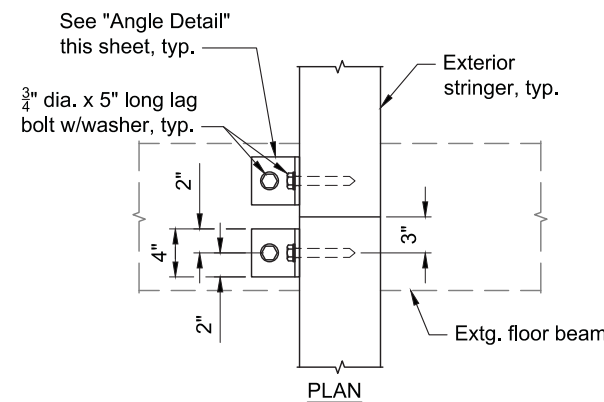 See "Angle Detail"
this sheet, typ.
Exterior
stringer, typ.
3/4" dia. x 5" long lag
bolt w/washer, typ.
2"
4"
2"
3"
Extg. floor beam
PLAN